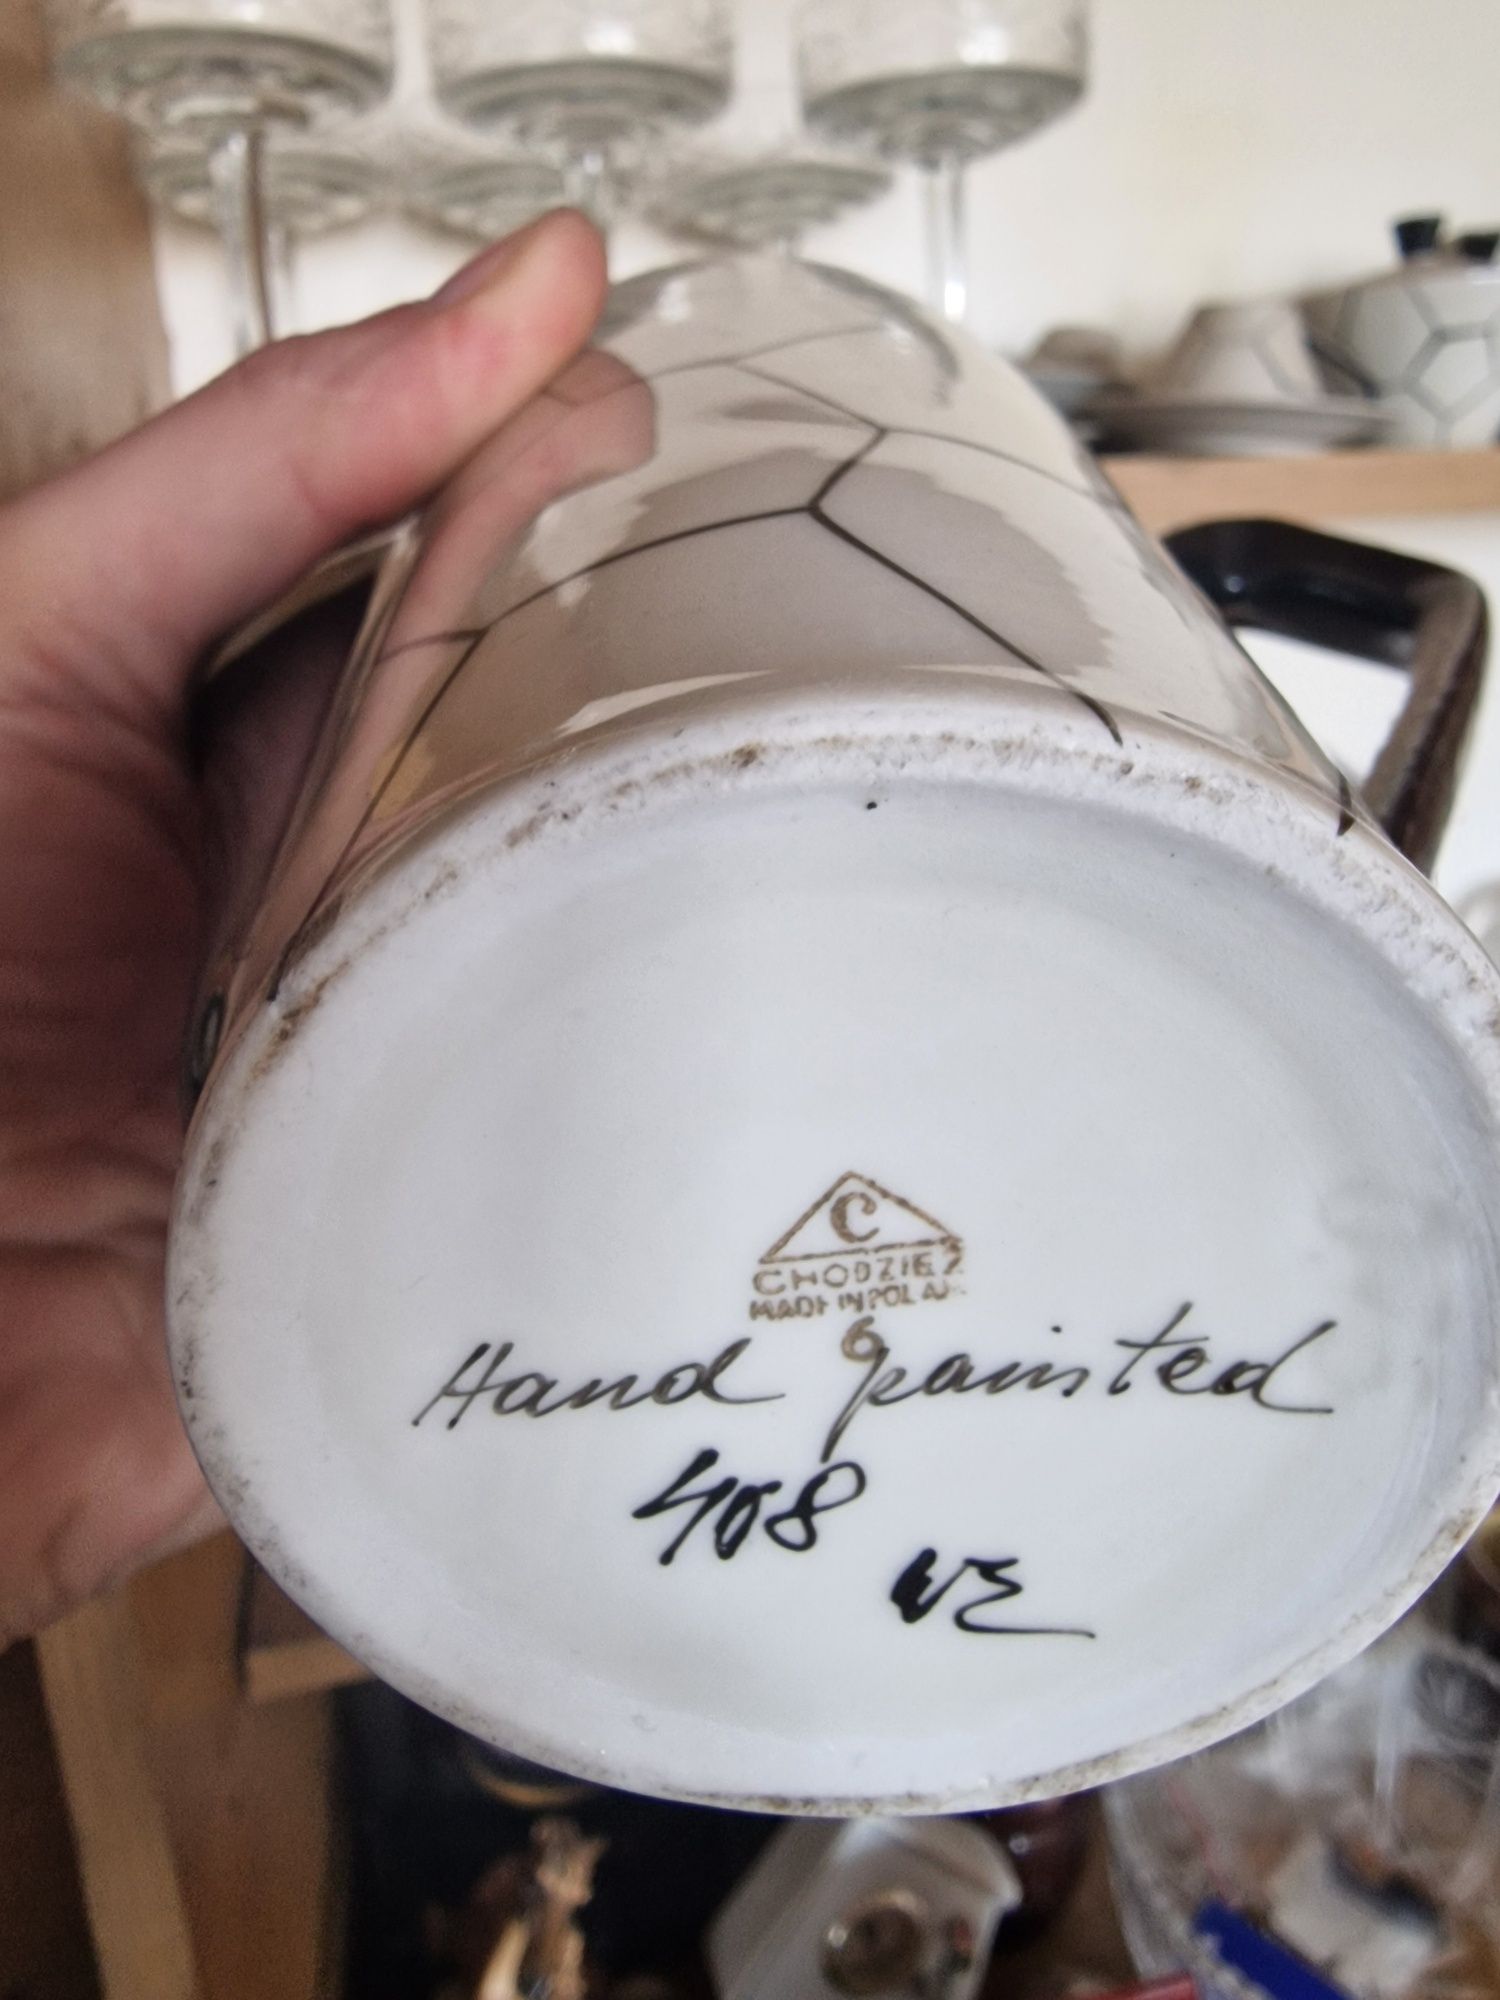 C
CHODZIEŻ
MADE IN POLAND
6
Hand painted
408